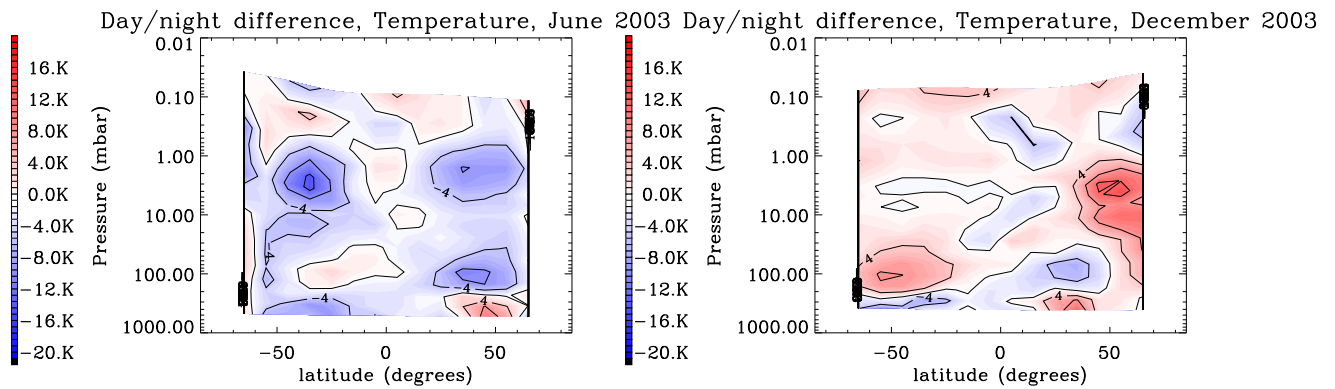 Day/night difference, Temperature, June 2003
16.K
12.K
8.0K
4.0K
0.0K
−4.0K
−8.0K
−12.K
−16.K
−20.K
Pressure (mbar)
0.01
0.10
1.00
10.00
100.00
1000.00
−4
−4
−4
−4
−4
4
−50
0
50
latitude (degrees)
Day/night difference, Temperature, December 2003
16.K
12.K
8.0K
4.0K
0.0K
−4.0K
−8.0K
−12.K
−16.K
−20.K
Pressure (mbar)
0.01
0.10
1.00
10.00
100.00
1000.00
4
4
4
4
−4
4
−50
0
50
latitude (degrees)